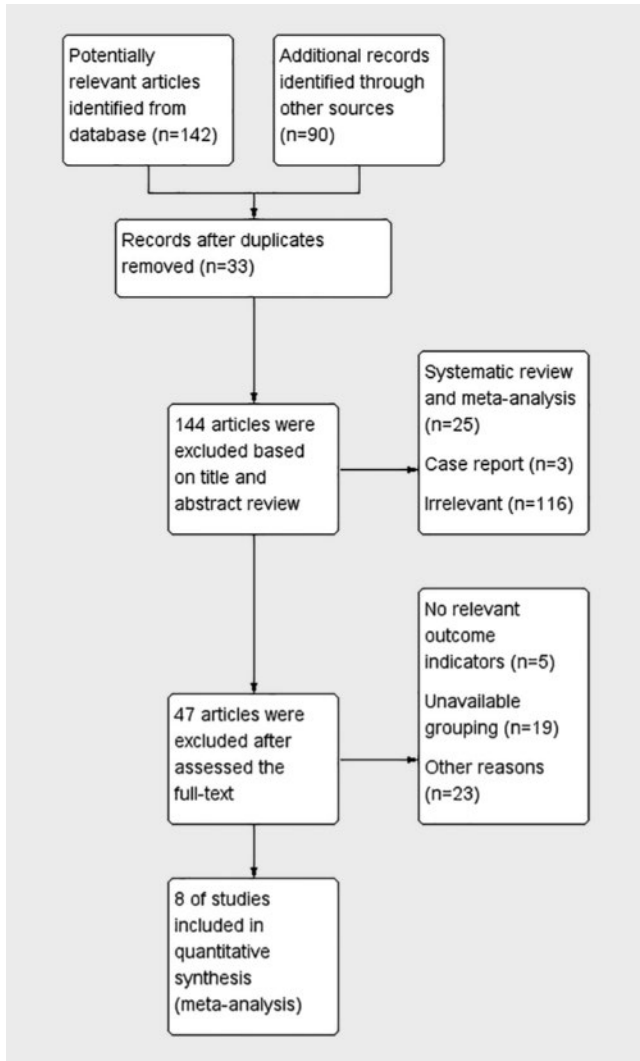 Potentially
relevant articles
identified from
database (n=142)
Additional records
identified through
other sources
(n=90)
Records after duplicates
removed (n=33)
144 articles were
excluded based
on title and
abstract review
Systematic review
and meta-analysis
(n=25)
Case report (n=3)
Irrelevant (n=116)
47 articles were
excluded after
assessed the
full-text
No relevant
outcome
indicators (n=5)
Unavailable
grouping (n=19)
Other reasons
(n=23)
8 of studies
included in
quantitative
synthesis
(meta-analysis)